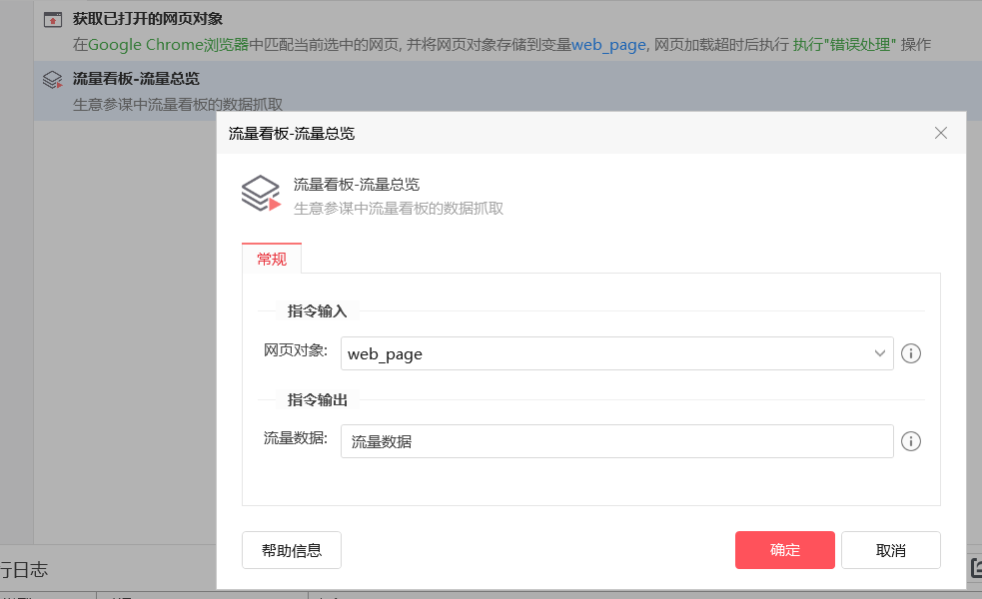 获取已打开的网页对象
在Google Chrome浏览器中匹配当前选中的网页, 并将网页对象存储到变量web_page, 网页加载超时后执行 执行"错误处理" 操作
流量看板-流量总览
生意参谋中流量看板的数据抓取
流量看板-流量总览
流量看板-流量总览
生意参谋中流量看板的数据抓取
常规
指令输入
网页对象: web_page
指令输出
流量数据: 流量数据
帮助信息 确定 取消
行日志